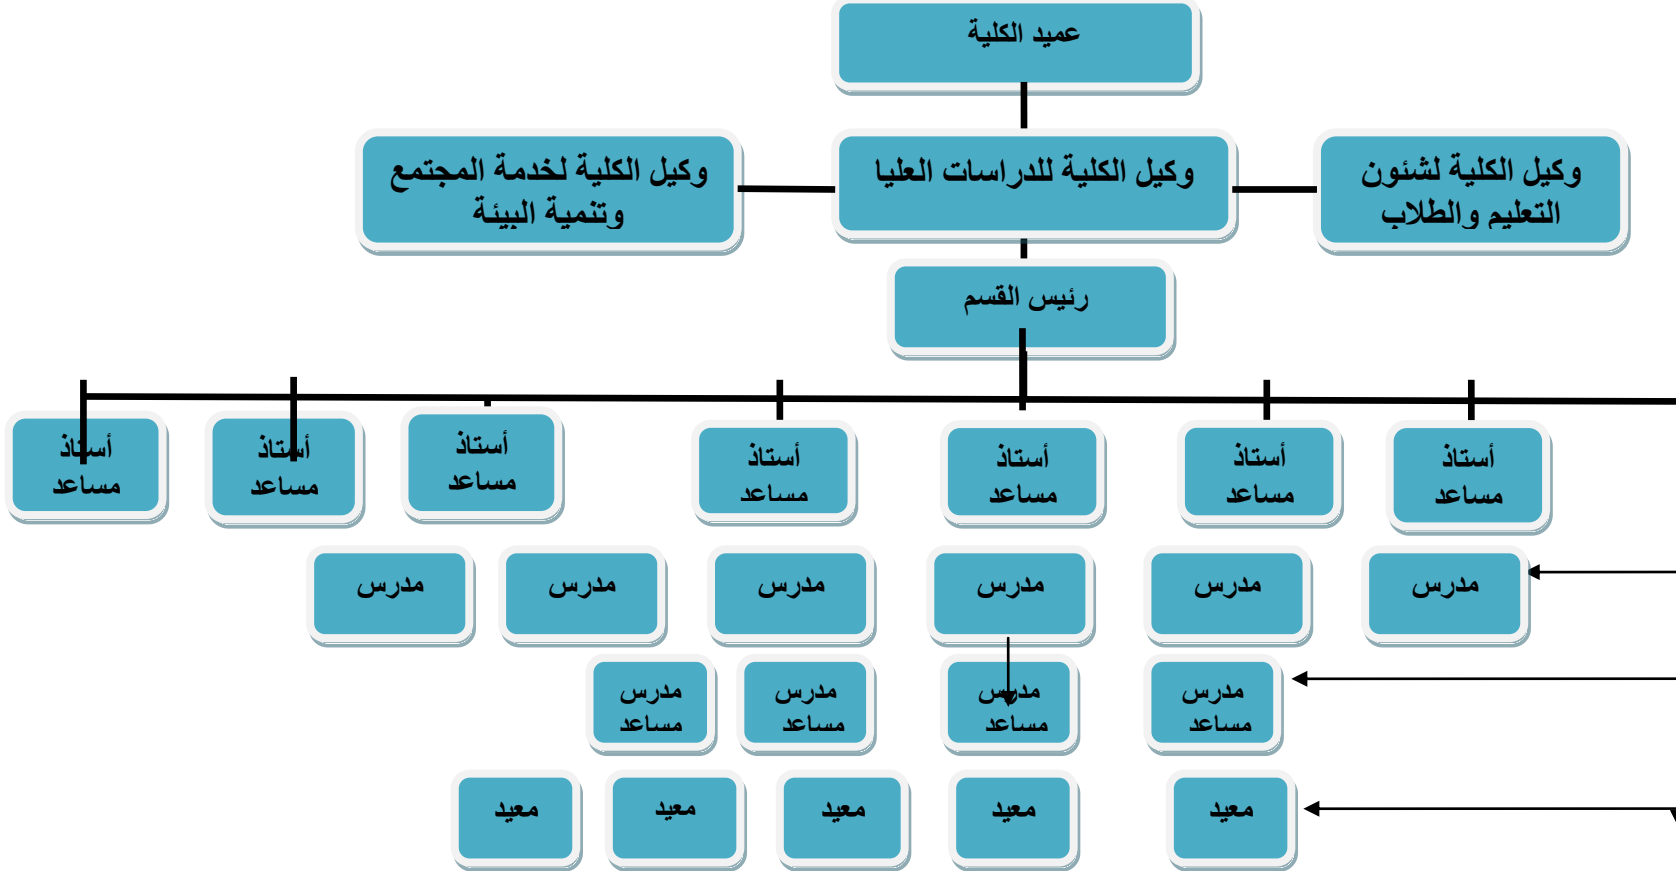 عميد الكلية
وكيل الكلية لشئون
التعليم والطلاب
وكيل الكلية للدراسات العليا
وكيل الكلية لخدمة المجتمع
وتنمية البيئة
رئيس القسم
أستاذ
مساعد
أستاذ
مساعد
أستاذ
مساعد
أستاذ
مساعد
أستاذ
مساعد
أستاذ
مساعد
أستاذ
مساعد
مدرس
مدرس
مدرس
مدرس
مدرس
مدرس
مدرس
مساعد
مدرس
مساعد
مدرس
مساعد
مدرس
مساعد
معيد
معيد
معيد
معيد
معيد